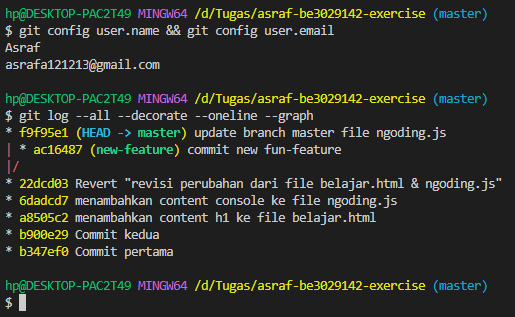 hp@DESKTOP-PAC2T49 MINGW64 /d/Tugas/asraf-be3029142-exercise (master)
$ git config user.name && git config user.email
Asraf
asrafa121213@gmail.com
hp@DESKTOP-PAC2T49 MINGW64 /d/Tugas/asraf-be3029142-exercise (master)
$ git log --all --decorate --oneline --graph
* f9f95e1 (HEAD -> master) update branch master file ngoding.js
| * ac16487 (new-feature) commit new fun-feature
|/
* 22dcd03 Revert "revisi perubahan dari file belajar.html & ngoding.js"
* 6dadcd7 menambahkan content console ke file ngoding.js
* a8505c2 menambahkan content h1 ke file belajar.html
* b900e29 Commit kedua
* b347ef0 Commit pertama
hp@DESKTOP-PAC2T49 MINGW64 /d/Tugas/asraf-be3029142-exercise (master)
$